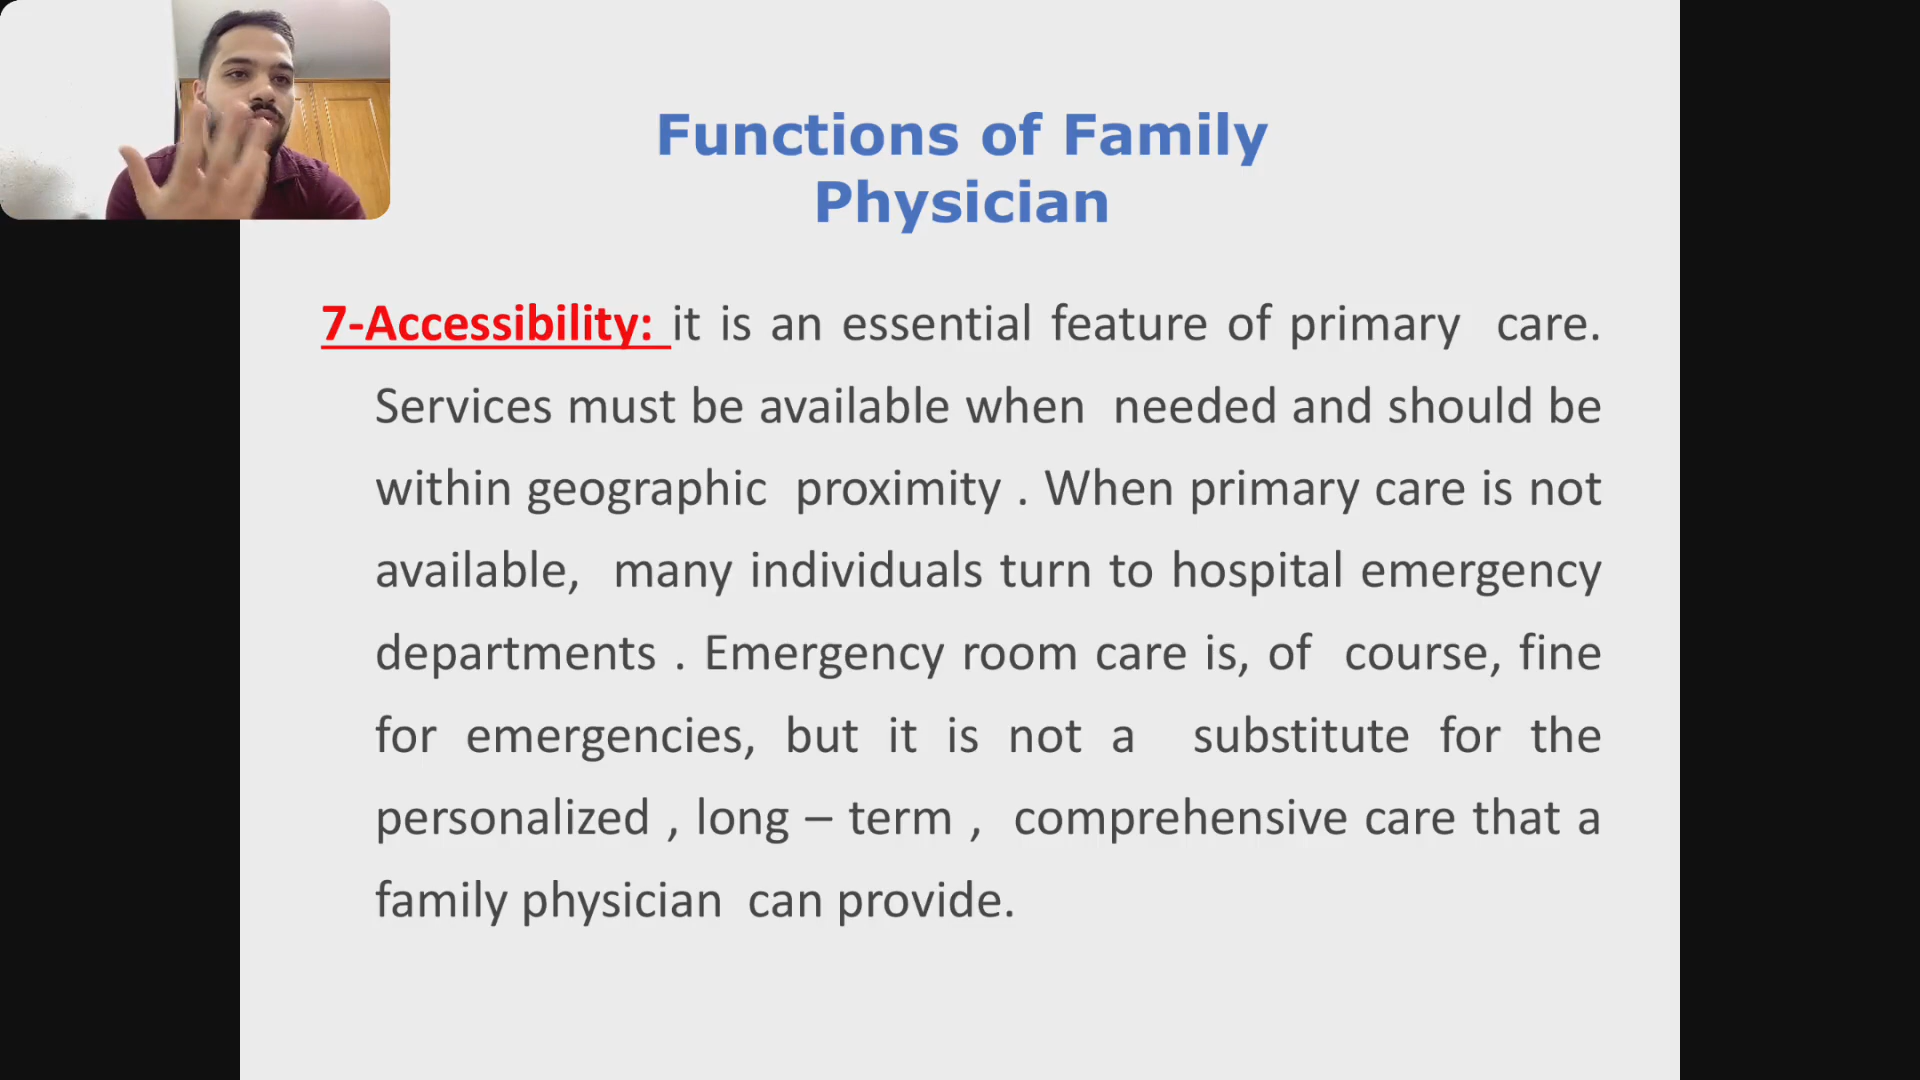 Functions of Family
Physician
7-Accessibility: it is an essential feature of primary care.
Services must be available when needed and should be
within geographic proximity . When primary care is not
available, many individuals turn to hospital emergency
departments . Emergency room care is, of course, fine
for emergencies, but it is not a substitute for the
personalized , long – term , comprehensive care that a
family physician can provide.